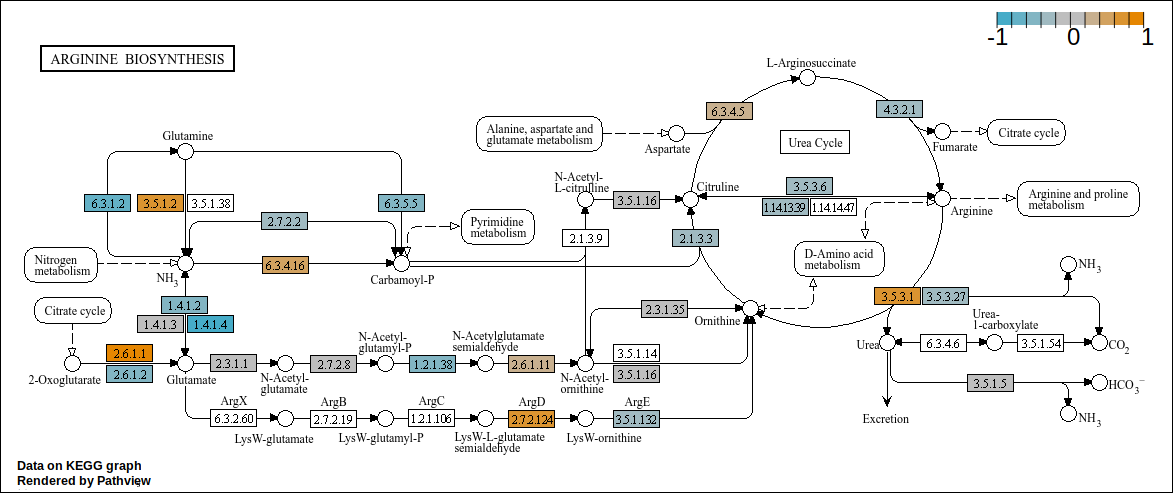 -1 0 1
ARGININE BIOSYNTHESIS
L-Arginosuccinate
6.3.4.5
4.3.2.1
Alanine, aspartate and
glutamate metabolism
Aspartate
Urea Cycle
Fumarate
Citrate cycle
Glutamine
6.3.1.2
3.5.1.2
3.5.1.38
6.3.5.5
2.7.2.2
Pyrimidine
metabolism
N-Acetyl-
L-citrulline
3.5.1.16
Citruline
3.5.3.6
1.14.13.39
1.14.14.47
Arginine
Arginine and proline
metabolism
2.1.3.9
2.1.3.3
D-Amino acid
metabolism
Nitrogen
metabolism
NH3
6.3.4.16
Carbamoyl-P
NH3
Citrate cycle
1.4.1.2
1.4.1.3
1.4.1.4
2.1.3.35
Ornithine
3.5.3.1
3.5.3.27
Urea-
1-carboxylate
Urea
6.3.4.6
3.5.1.54
CO2
2.6.1.1
2.6.1.2
2-Oxoglutarate
Glutamate
2.3.1.1
N-Acetyl-
glutamate
2.7.2.8
N-Acetyl-
glutamyl-P
1.2.1.38
N-Acetylglutamate
semialdehyde
2.6.1.11
N-Acetyl-
ornithine
3.5.1.14
3.5.1.16
3.5.1.5
HCO3−
NH3
Excretion
ArgX
6.3.2.60
LysW-glutamate
ArgB
2.7.2.19
LysW-glutamyl-P
ArgC
1.2.1.106
LysW-L-glutamate
semialdehyde
ArgD
2.7.2.124
LysW-ornithine
ArgE
3.5.1.132
Data on KEGG graph
Rendered by Pathview